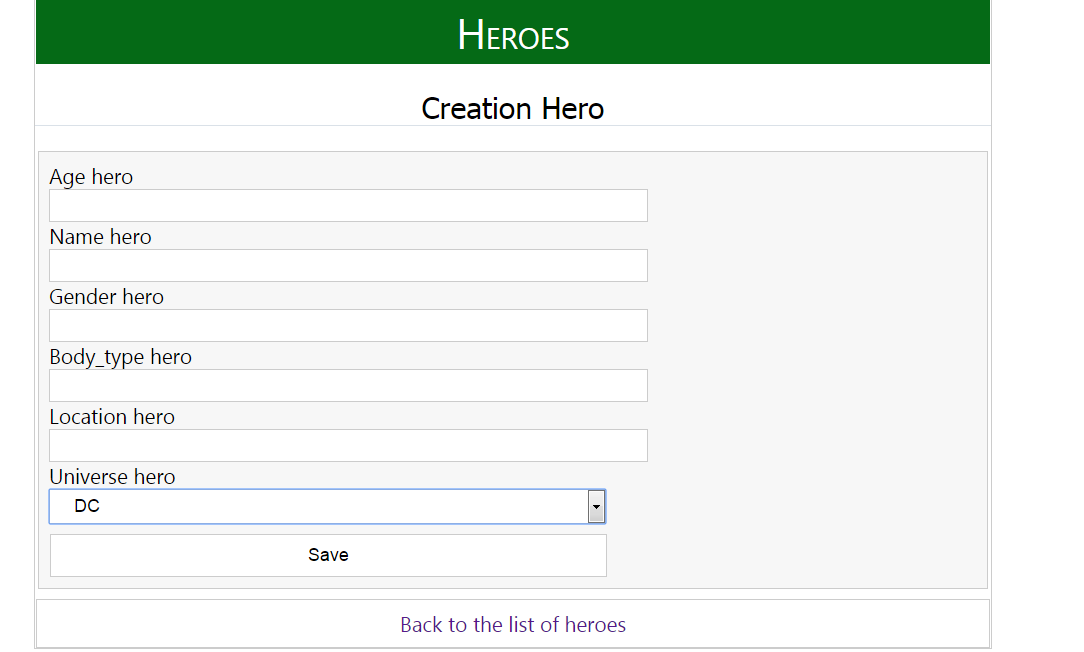 Heroes
Creation Hero
Age hero
Name hero
Gender hero
Body_type hero
Location hero
Universe hero
DC
Save
Back to the list of heroes